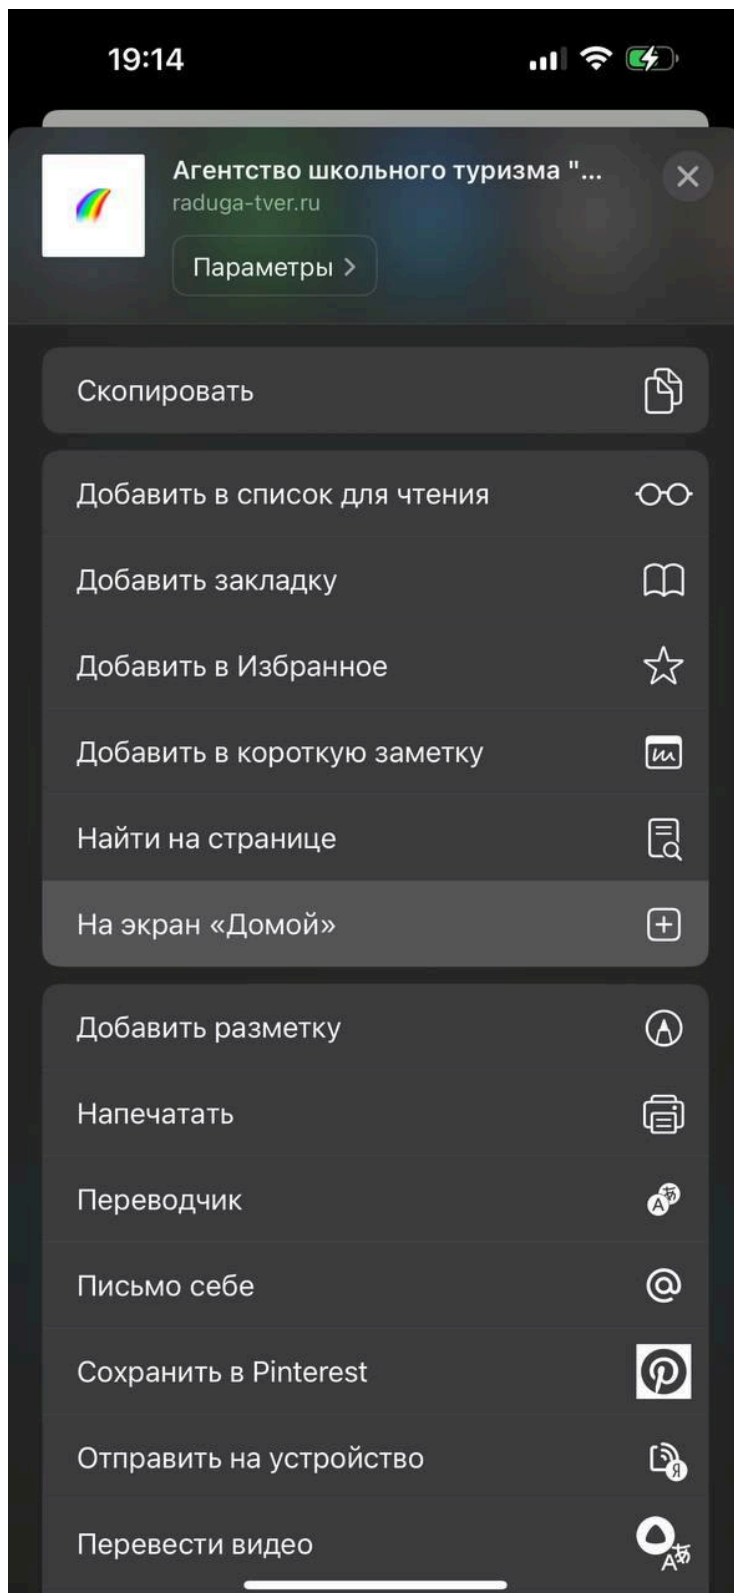 19:14
Агентство школьного туризма "...
raduga-tver.ru
Параметры
Скопировать
Добавить в список для чтения
Добавить закладку
Добавить в Избранное
Добавить в короткую заметку
Найти на странице
На экран «Домой»
Добавить разметку
Напечатать
Переводчик
Письмо себе
Сохранить в Pinterest
Отправить на устройство
Перевести видео